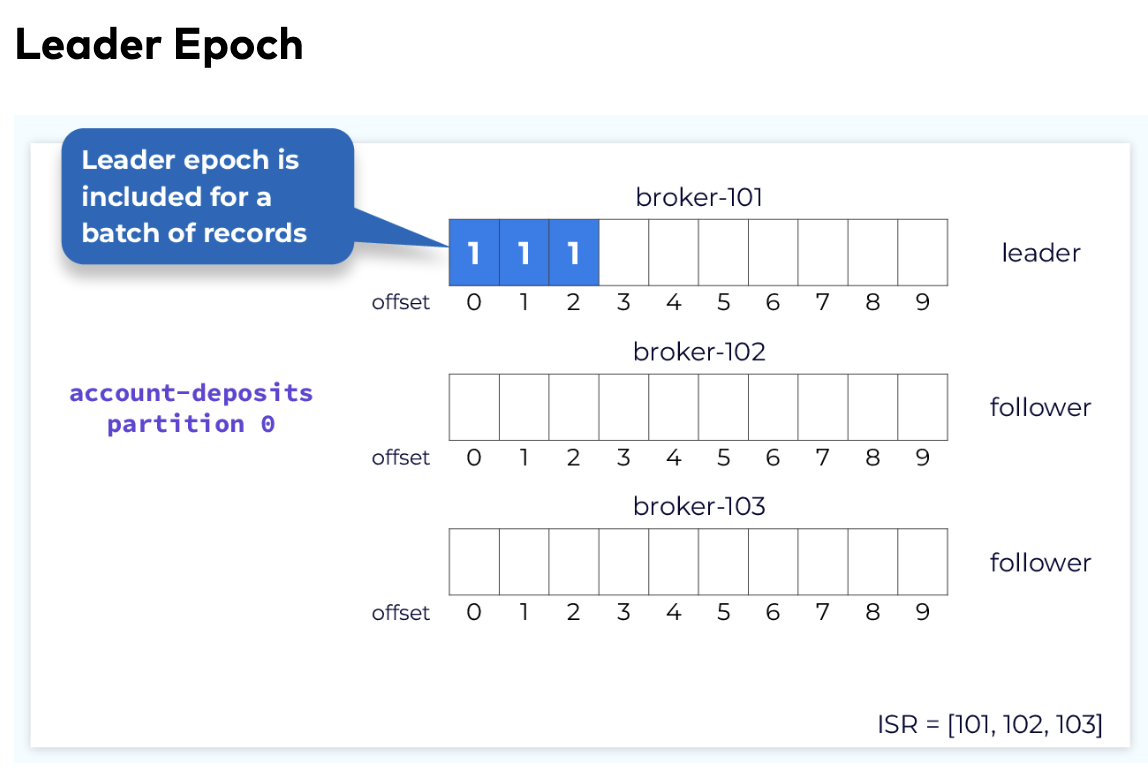 Leader Epoch
Leader epoch is
included for a
batch of records
broker-101
1 1 1
leader
offset 0 1 2 3 4 5 6 7 8 9
broker-102
follower
account-deposits
partition 0
offset 0 1 2 3 4 5 6 7 8 9
broker-103
follower
offset 0 1 2 3 4 5 6 7 8 9
ISR = [101, 102, 103]